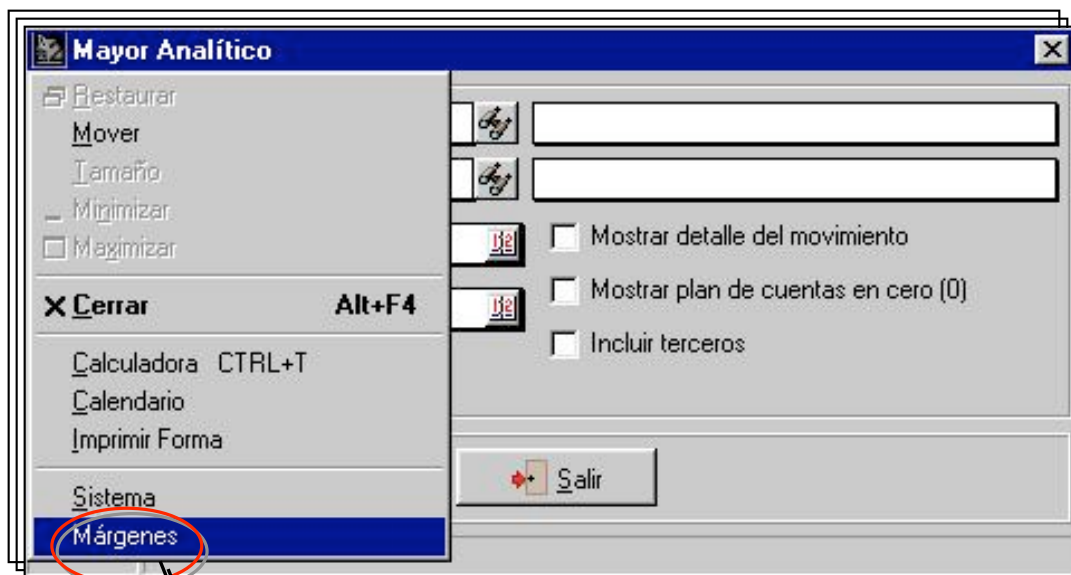 Mayor Analítico
Restaurar
Mover
Tamaño
Minimizar
Maximizar
Cerrar Alt+F4
Calculadora CTRL+T
Calendario
Imprimir Forma
Sistema
Márgenes
Mostrar detalle del movimiento
Mostrar plan de cuentas en cero (0)
Incluir terceros
Salir